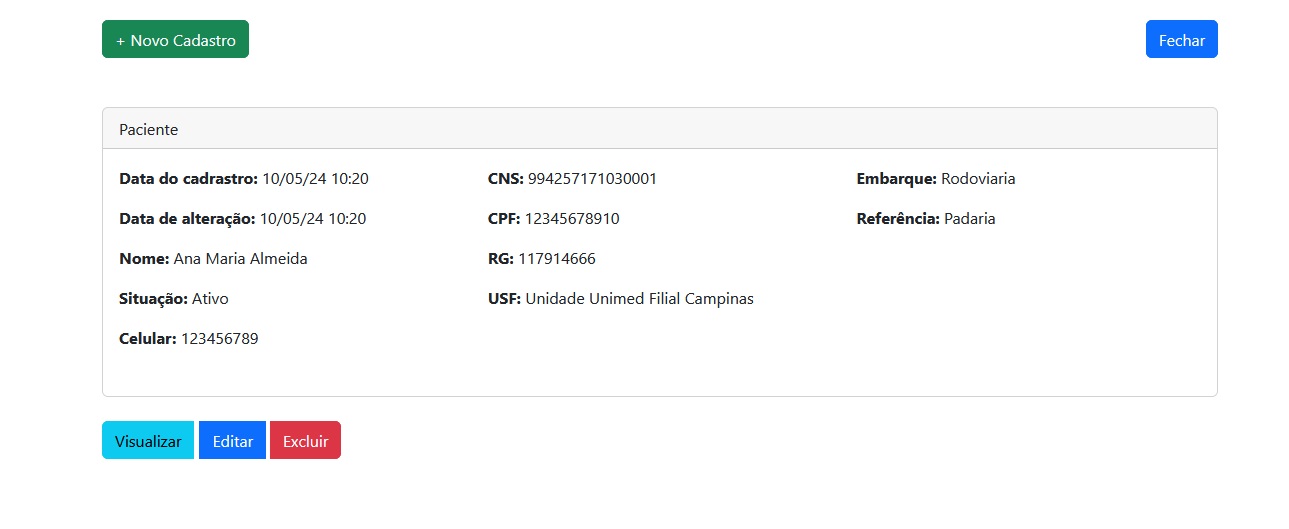 + Novo Cadastro
Fechar
Paciente
Data do cadrastro: 10/05/24 10:20
Data de alteração: 10/05/24 10:20
Nome: Ana Maria Almeida
Situação: Ativo
Celular: 123456789
CNS: 994257171030001
CPF: 12345678910
RG: 117914666
USF: Unidade Unimed Filial Campinas
Embarque: Rodoviaria
Referência: Padaria
Visualizar
Editar
Excluir